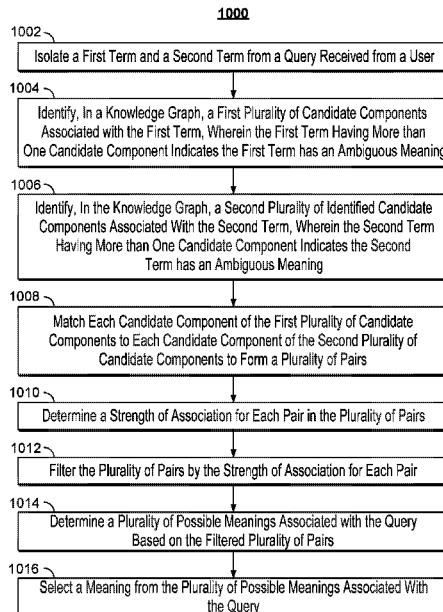 1000
1002
Isolate a First Term and a Second Term from a Query Received from a User
1004
Identify, In a Knowledge Graph, a First Plurality of Candidate Components
Associated with the First Term, Wherein the First Term Having More than
One Candidate Component Indicates the First Term has an Ambiguous Meaning
1006
Identify, In the Knowledge Graph, a Second Plurality of Identified Candidate
Components Associated With the Second Term, Wherein the Second Term
Having More than One Candidate Component Indicates the Second
Term has an Ambiguous Meaning
1008
Match Each Candidate Component of the First Plurality of Candidate
Components to Each Candidate Component of the Second Plurality of
Candidate Components to Form a Plurality of Pairs
1010
Determine a Strength of Association for Each Pair in the Plurality of Pairs
1012
Filter the Plurality of Pairs by the Strength of Association for Each Pair
1014
Determine a Plurality of Possible Meanings Associated with the Query
Based on the Filtered Plurality of Pairs
1016
Select a Meaning from the Plurality of Possible Meanings Associated With
the Query